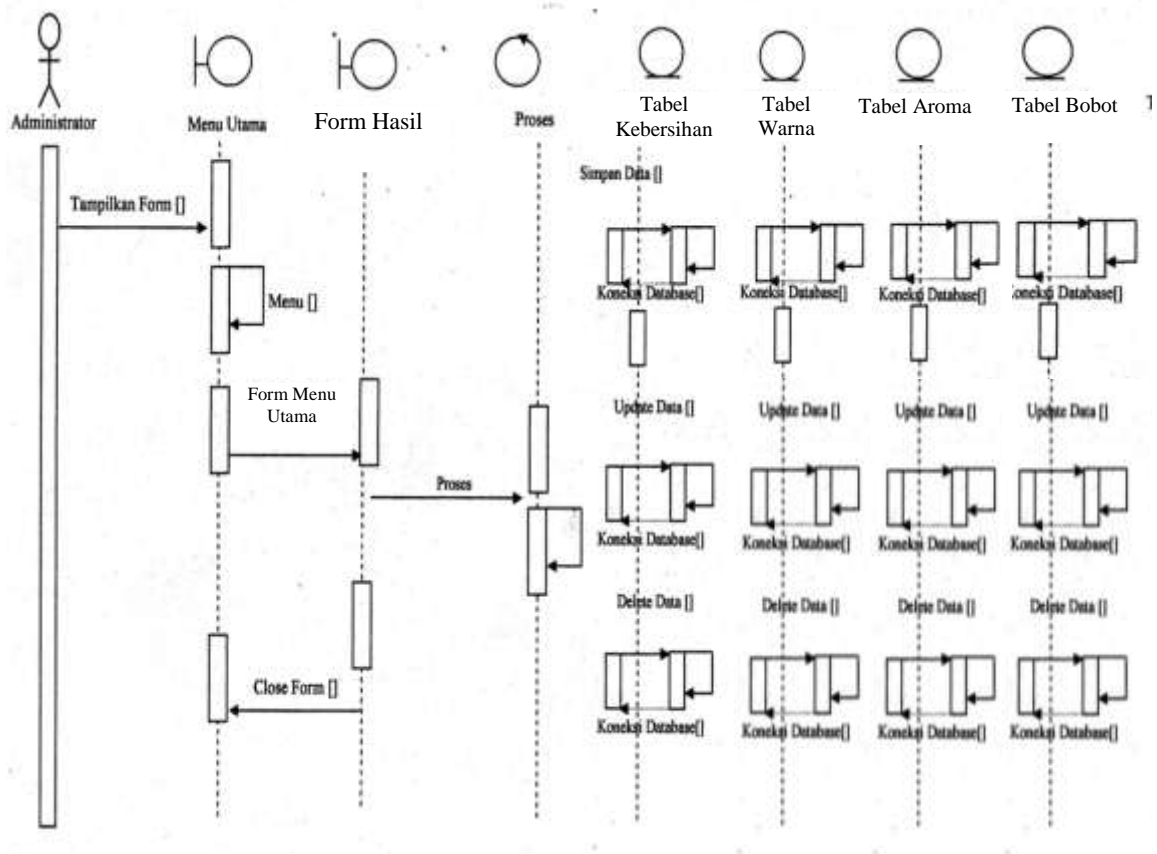 Administrator
Menu Utama
Form Hasil
Proses
Tabel
Kebersihan
Tabel
Warna
Tabel Aroma
Tabel Bobot
T
Simpan Data []
Tampilkan Form []
Menu []
Koneksi Database[]
Koneksi Database[]
Koneksi Database[]
Koneksi Database[]
Form Menu
Utama
Update Data []
Update Data []
Update Data []
Update Data []
Proses
Koneksi Database[]
Koneksi Database[]
Koneksi Database[]
Koneksi Database[]
Delete Data []
Delete Data []
Delete Data []
Delete Data []
Close Form []
Koneksi Database[]
Koneksi Database[]
Koneksi Database[]
Koneksi Database[]